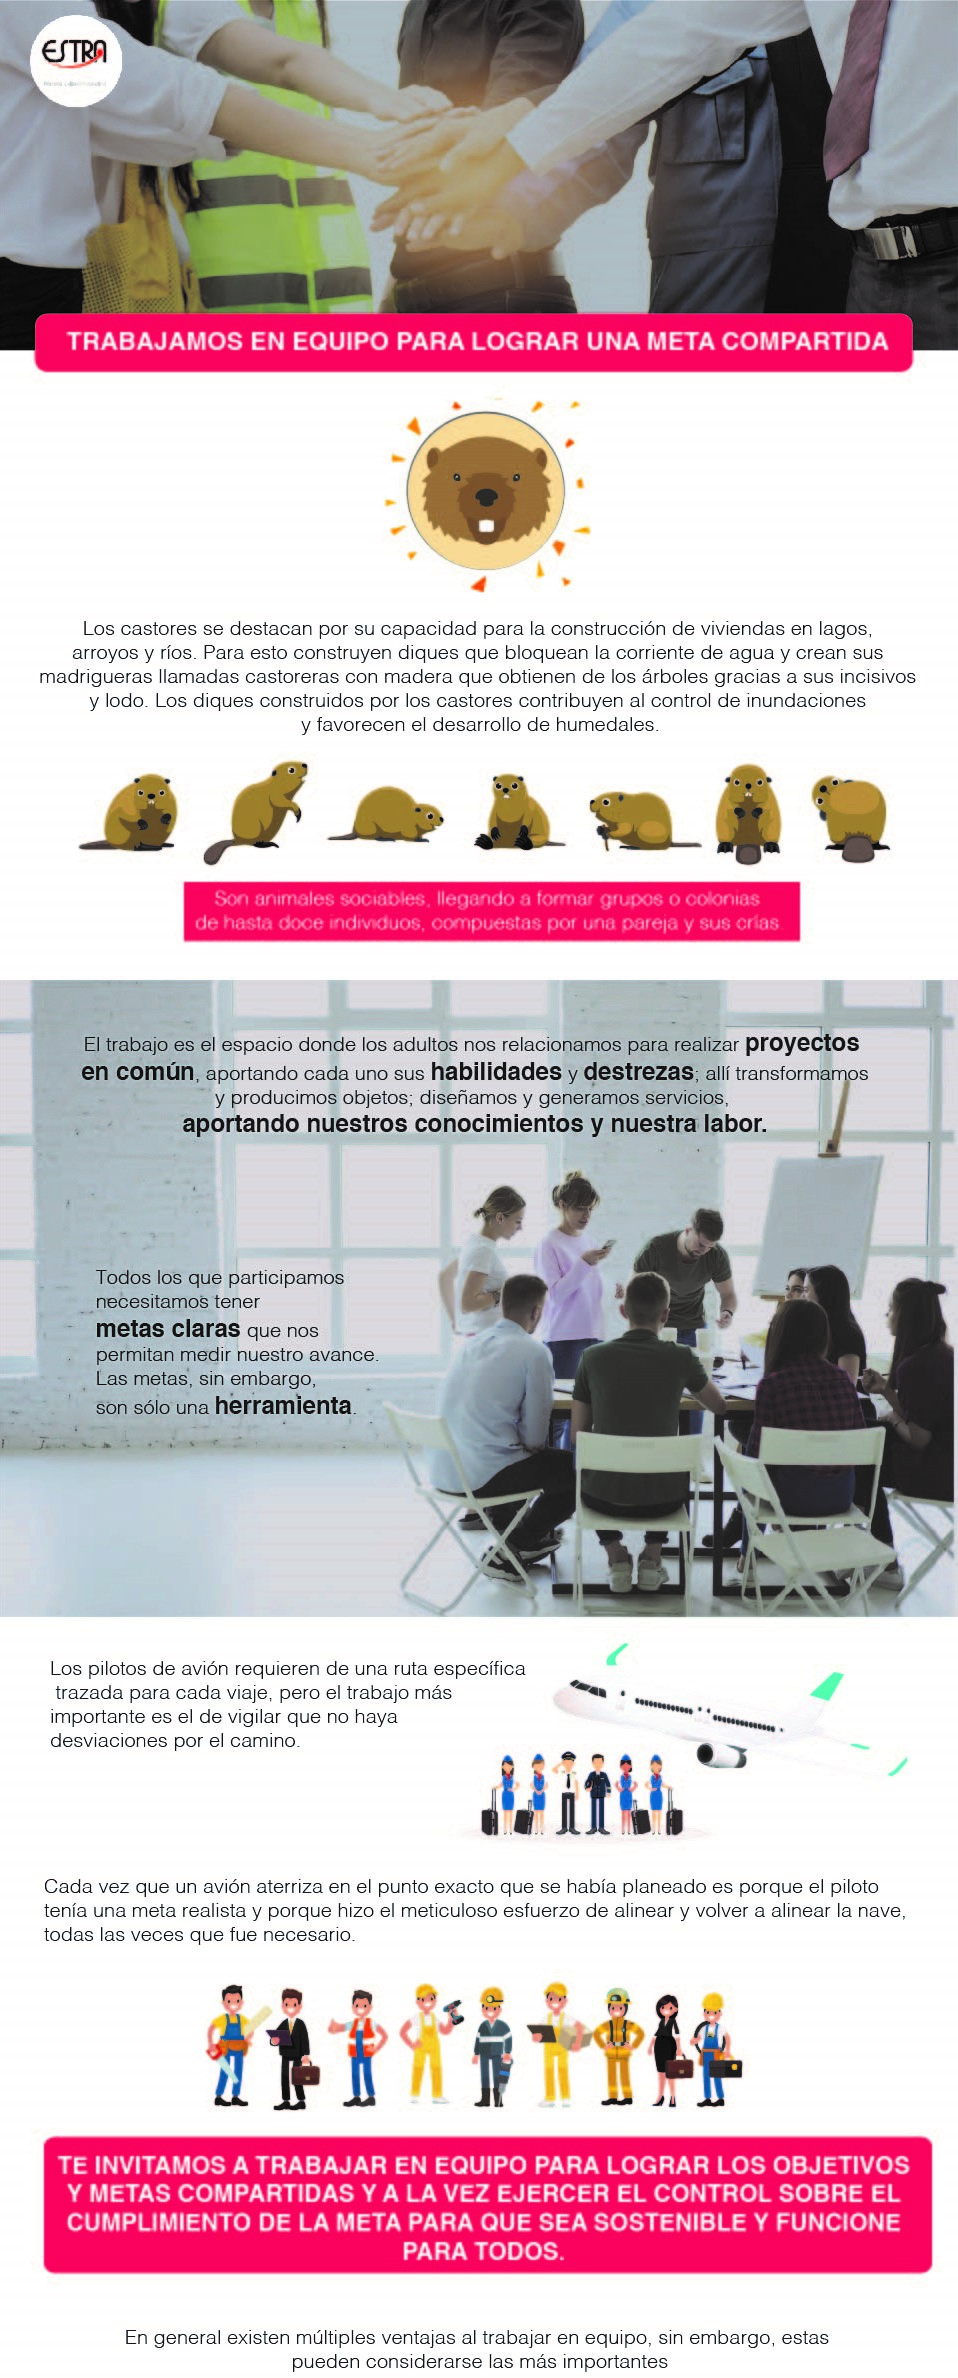 ESTRA
TRABAJAMOS EN EQUIPO PARA LOGRAR UNA META COMPARTIDA
Los castores se destacan por su capacidad para la construcción de viviendas en lagos,
arroyos y ríos. Para esto construyen diques que bloquean la corriente de agua y crean sus
madrigueras llamadas castoreras con madera que obtienen de los árboles gracias a sus incisivos
y lodo. Los diques construidos por los castores contribuyen al control de inundaciones
y favorecen el desarrollo de humedales.
Son animales sociables, llegando a formar grupos o colonias
de hasta doce individuos, compuestas por una pareja y sus crías.
El trabajo es el espacio donde los adultos nos relacionamos para realizar proyectos
en común, aportando cada uno sus habilidades y destrezas; allí transformamos
y producimos objetos; diseñamos y generamos servicios,
aportando nuestros conocimientos y nuestra labor.
Todos los que participamos
necesitamos tener
metas claras que nos
permitan medir nuestro avance.
Las metas, sin embargo,
son sólo una herramienta.
Los pilotos de avión requieren de una ruta específica
trazada para cada viaje, pero el trabajo más
importante es el de vigilar que no haya
desviaciones por el camino.
Cada vez que un avión aterriza en el punto exacto que se había planeado es porque el piloto
tenía una meta realista y porque hizo el meticuloso esfuerzo de alinear y volver a alinear la nave,
todas las veces que fue necesario.
TE INVITAMOS A TRABAJAR EN EQUIPO PARA LOGRAR LOS OBJETIVOS
Y METAS COMPARTIDAS Y A LA VEZ EJERCER EL CONTROL SOBRE EL
CUMPLIMIENTO DE LA META PARA QUE SEA SOSTENIBLE Y FUNCIONE
PARA TODOS.
En general existen múltiples ventajas al trabajar en equipo, sin embargo, estas
pueden considerarse las más importantes